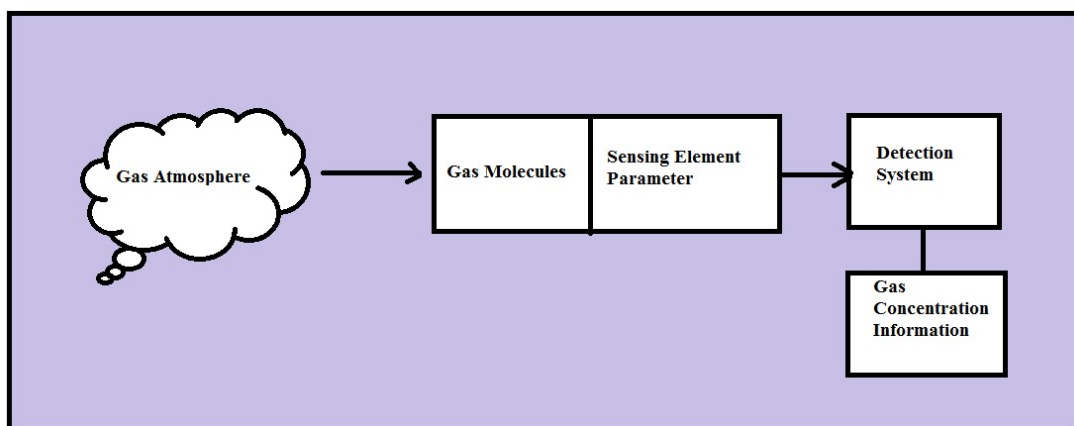 Gas Atmosphere
Gas Molecules
Sensing Element
Parameter
Detection
System
Gas
Concentration
Information